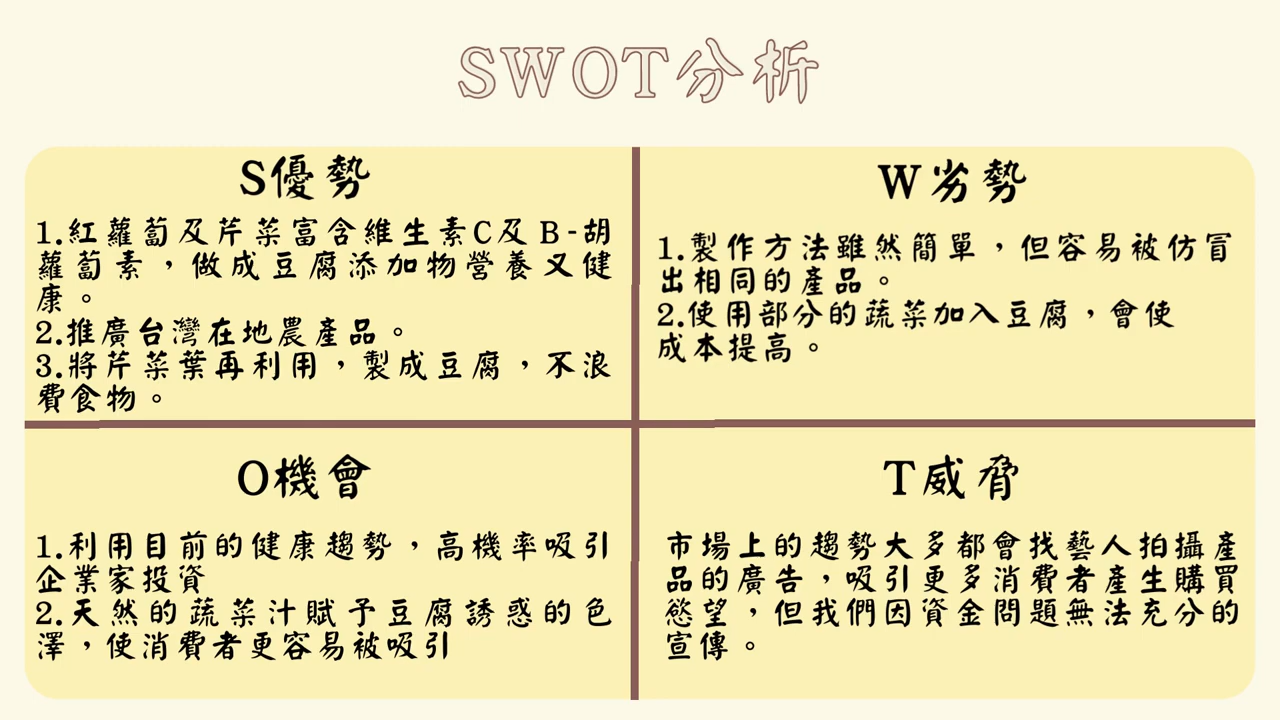 SWOT分析
S優勢
1.紅蘿蔔及芹菜富含維生素C及B-胡
蘿蔔素，做成豆腐添加物營養又健
康。
2.推廣台灣在地農產品。
3.將芹菜葉再利用，製成豆腐，不浪
費食物。
W劣勢
1.製作方法雖然簡單，但容易被仿冒
出相同的產品。
2.使用部分的蔬菜加入豆腐，會使
成本提高。
O機會
1.利用目前的健康趨勢，高機率吸引
企業家投資
2.天然的蔬菜汁賦予豆腐誘惑的色
澤，使消費者更容易被吸引
T威脅
市場上的趨勢大多都會找藝人拍攝產
品的廣告，吸引更多消費者產生購買
慾望，但我們因資金問題無法充分的
宣傳。